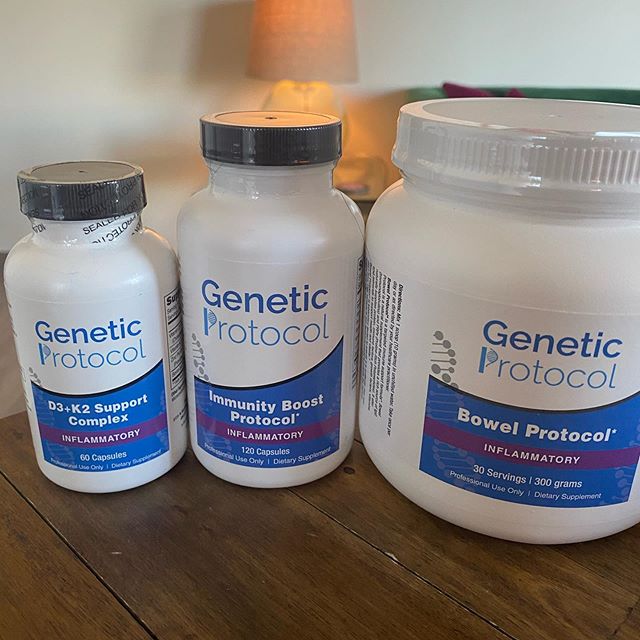 SEALED
Genetic
Protocol
D3+K2 Support
Complex
INFLAMMATORY
60 Capsules
Professional Use Only | Dietary Supplement
Genetic
Protocol
Immunity Boost
Protocol*
INFLAMMATORY
120 Capsules
Professional Use Only | Dietary Supplement
Genetic
Protocol
Bowel Protocol*
INFLAMMATORY
30 Servings | 300 grams
Professional Use Only | Dietary Supplement